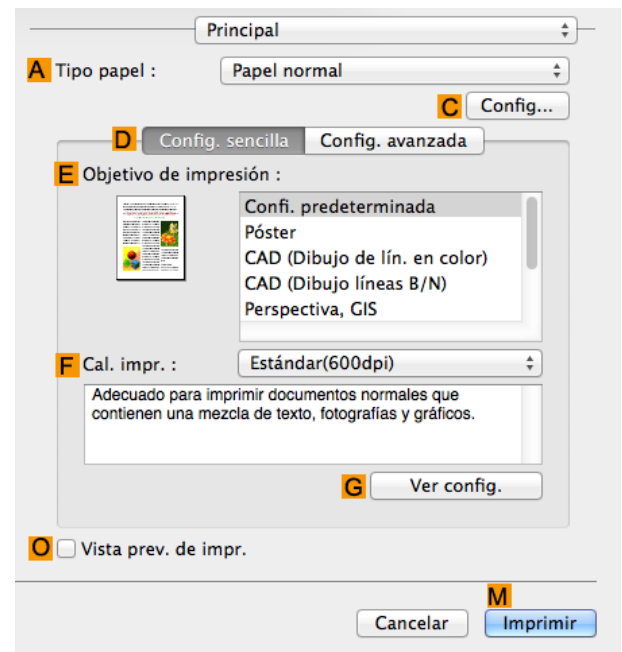 Principal
A Tipo papel : Papel normal
C Config...
D Config. sencilla Config. avanzada
E Objetivo de impresión :
Confi. predeterminada
Póster
CAD (Dibujo de lín. en color)
CAD (Dibujo líneas B/N)
Perspectiva, GIS
F Cal. impr. : Estándar(600dpi)
Adecuado para imprimir documentos normales que
contienen una mezcla de texto, fotografías y gráficos.
G Ver config.
O Vista prev. de impr.
M
Cancelar Imprimir